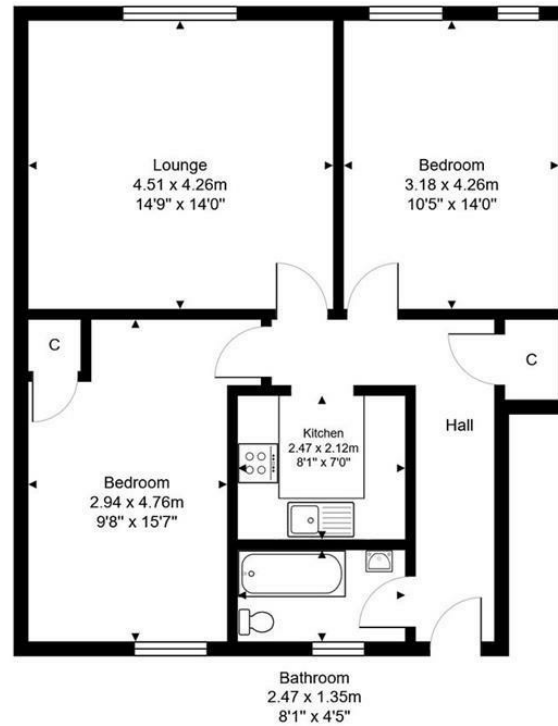 Lounge
4.51 x 4.26m
14'9" x 14'0"
Bedroom
3.18 x 4.26m
10'5" x 14'0"
C
C
Kitchen
2.47 x 2.12m
8'1" x 7'0"
Hall
Bedroom
2.94 x 4.76m
9'8" x 15'7"
Bathroom
2.47 x 1.35m
8'1" x 4'5"